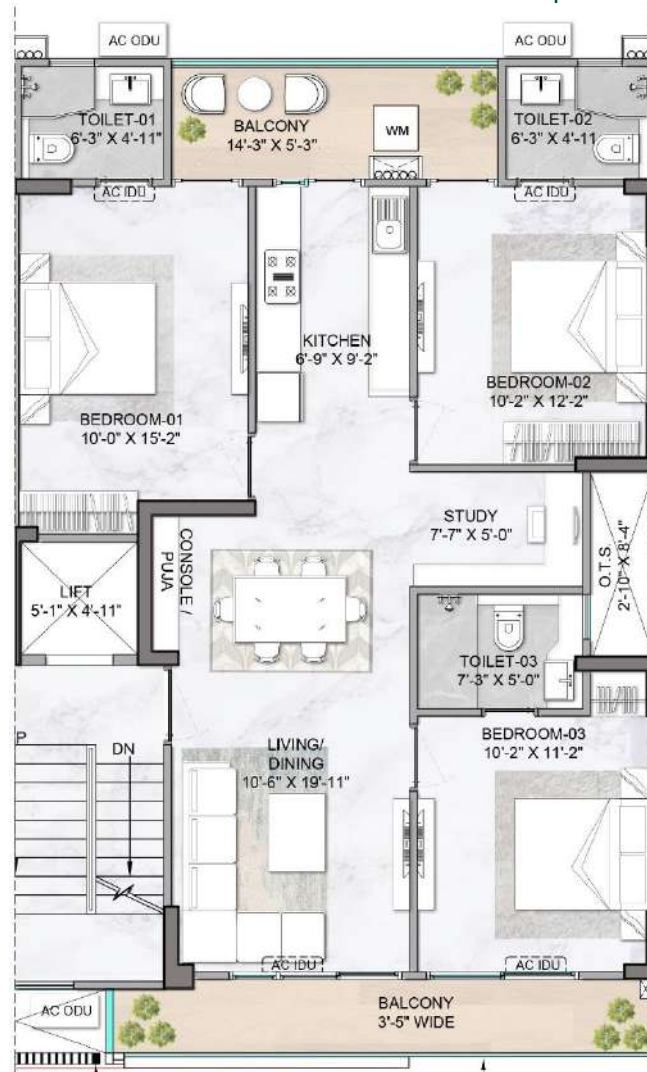 AC ODU
AC ODU
TOILET-01
6'-3" X 4'-11"
BALCONY
14'-3" X 5'-3"
WM
TOILET-02
6'-3" X 4'-11
AC IDU
AC IDU
KITCHEN
6'-9" X 9'-2"
BEDROOM-01
10'-0" X 15'-2"
BEDROOM-02
10'-2" X 12'-2"
STUDY
7'-7" X 5'-0"
CONSOLE /
PUJA
O.T.S.
2'-10" X 8'-4"
LIFT
5'-1" X 4'-11"
TOILET-03
7'-3" X 5'-0"
P
DN
LIVING/
DINING
10'-6" X 19'-11"
BEDROOM-03
10'-2" X 11'-2"
AC IDU
AC IDU
AC ODU
BALCONY
3'-5" WIDE